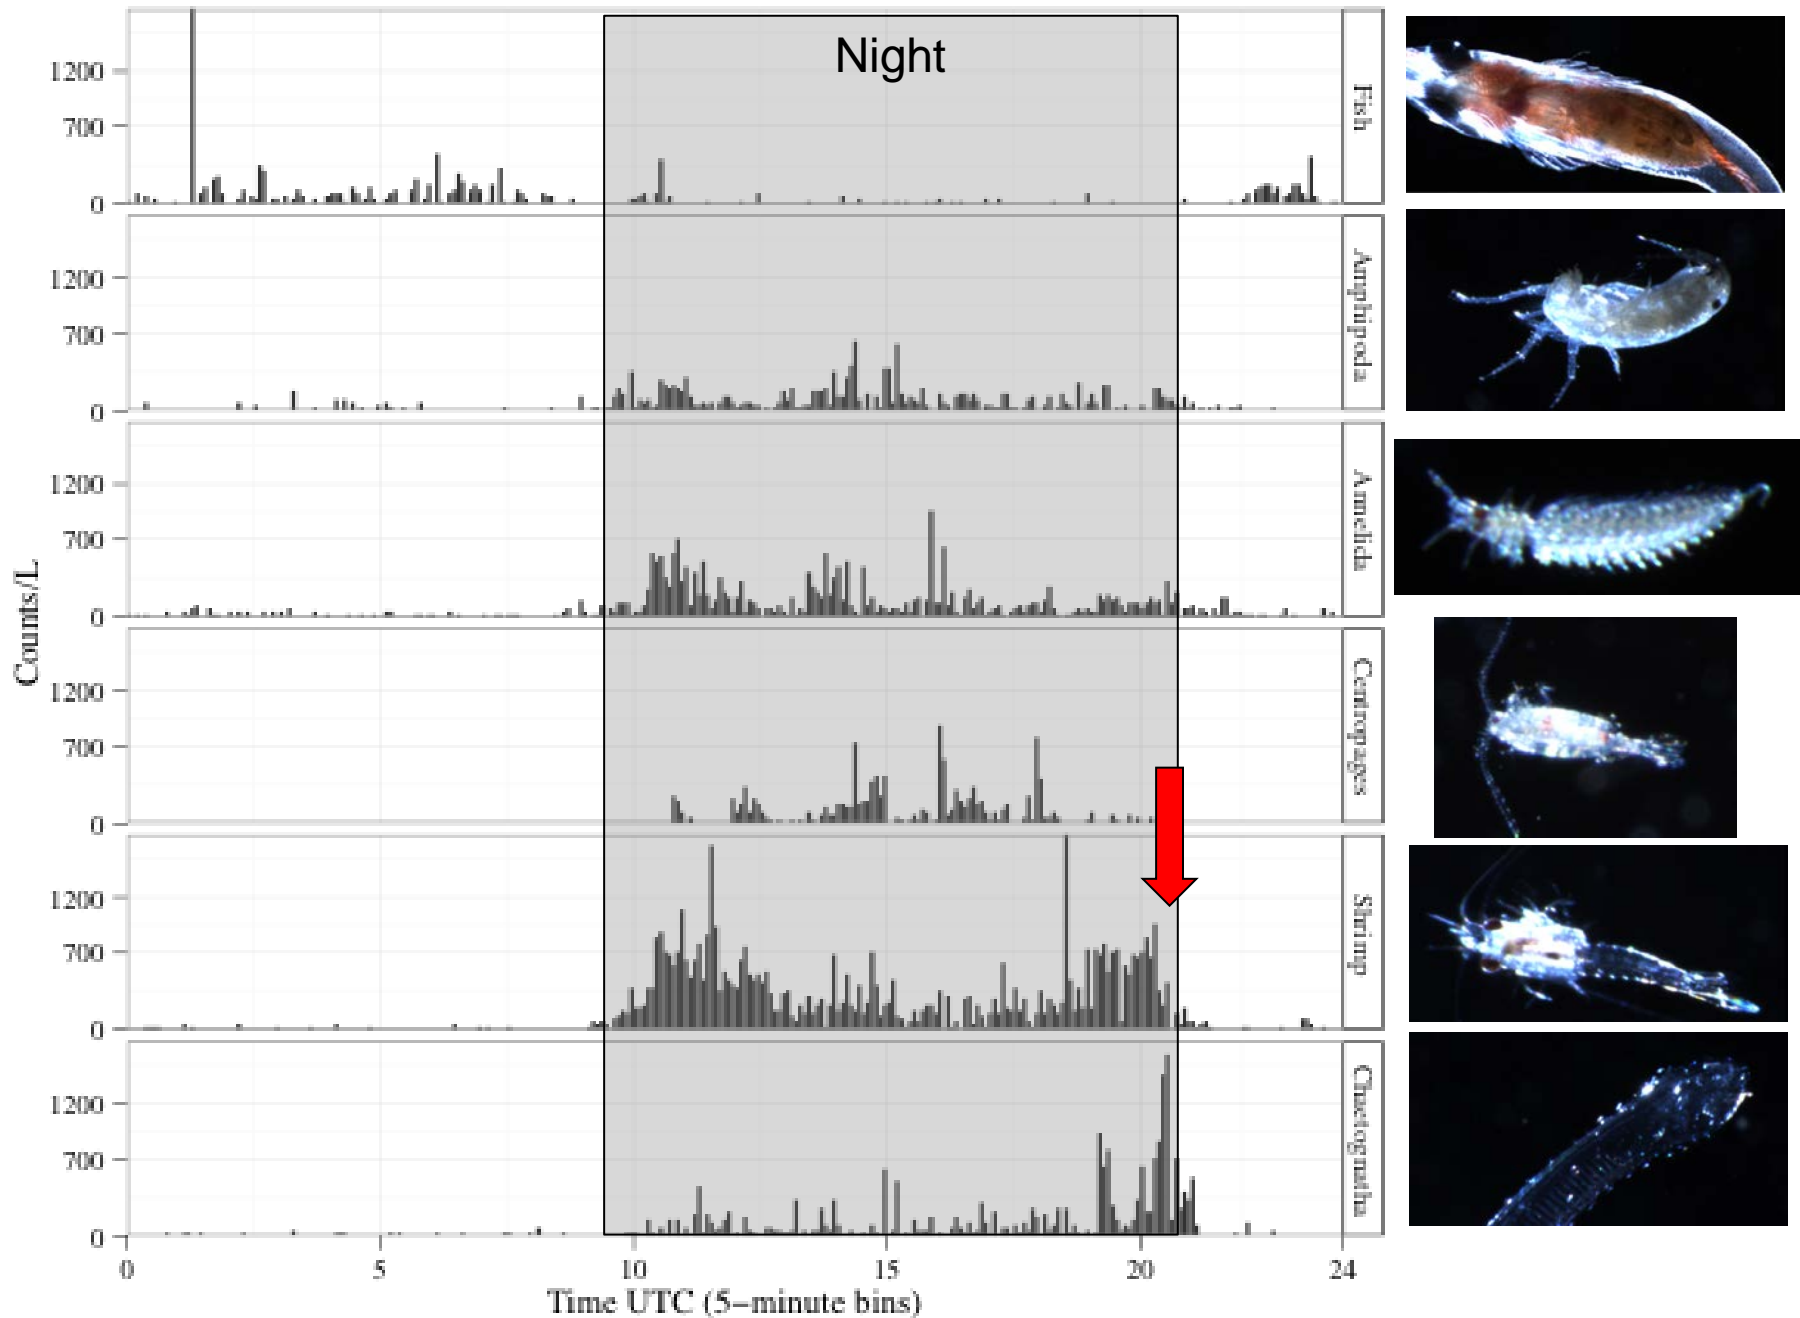 Night
1200
700
0
Fish
1200
700
0
Amphipoda
1200
700
0
Annelida
Counts/L
1200
700
0
Centropages
1200
700
0
Shrimp
1200
700
0
Chaetognatha
0 5 10 15 20 24
Time UTC (5−minute bins)